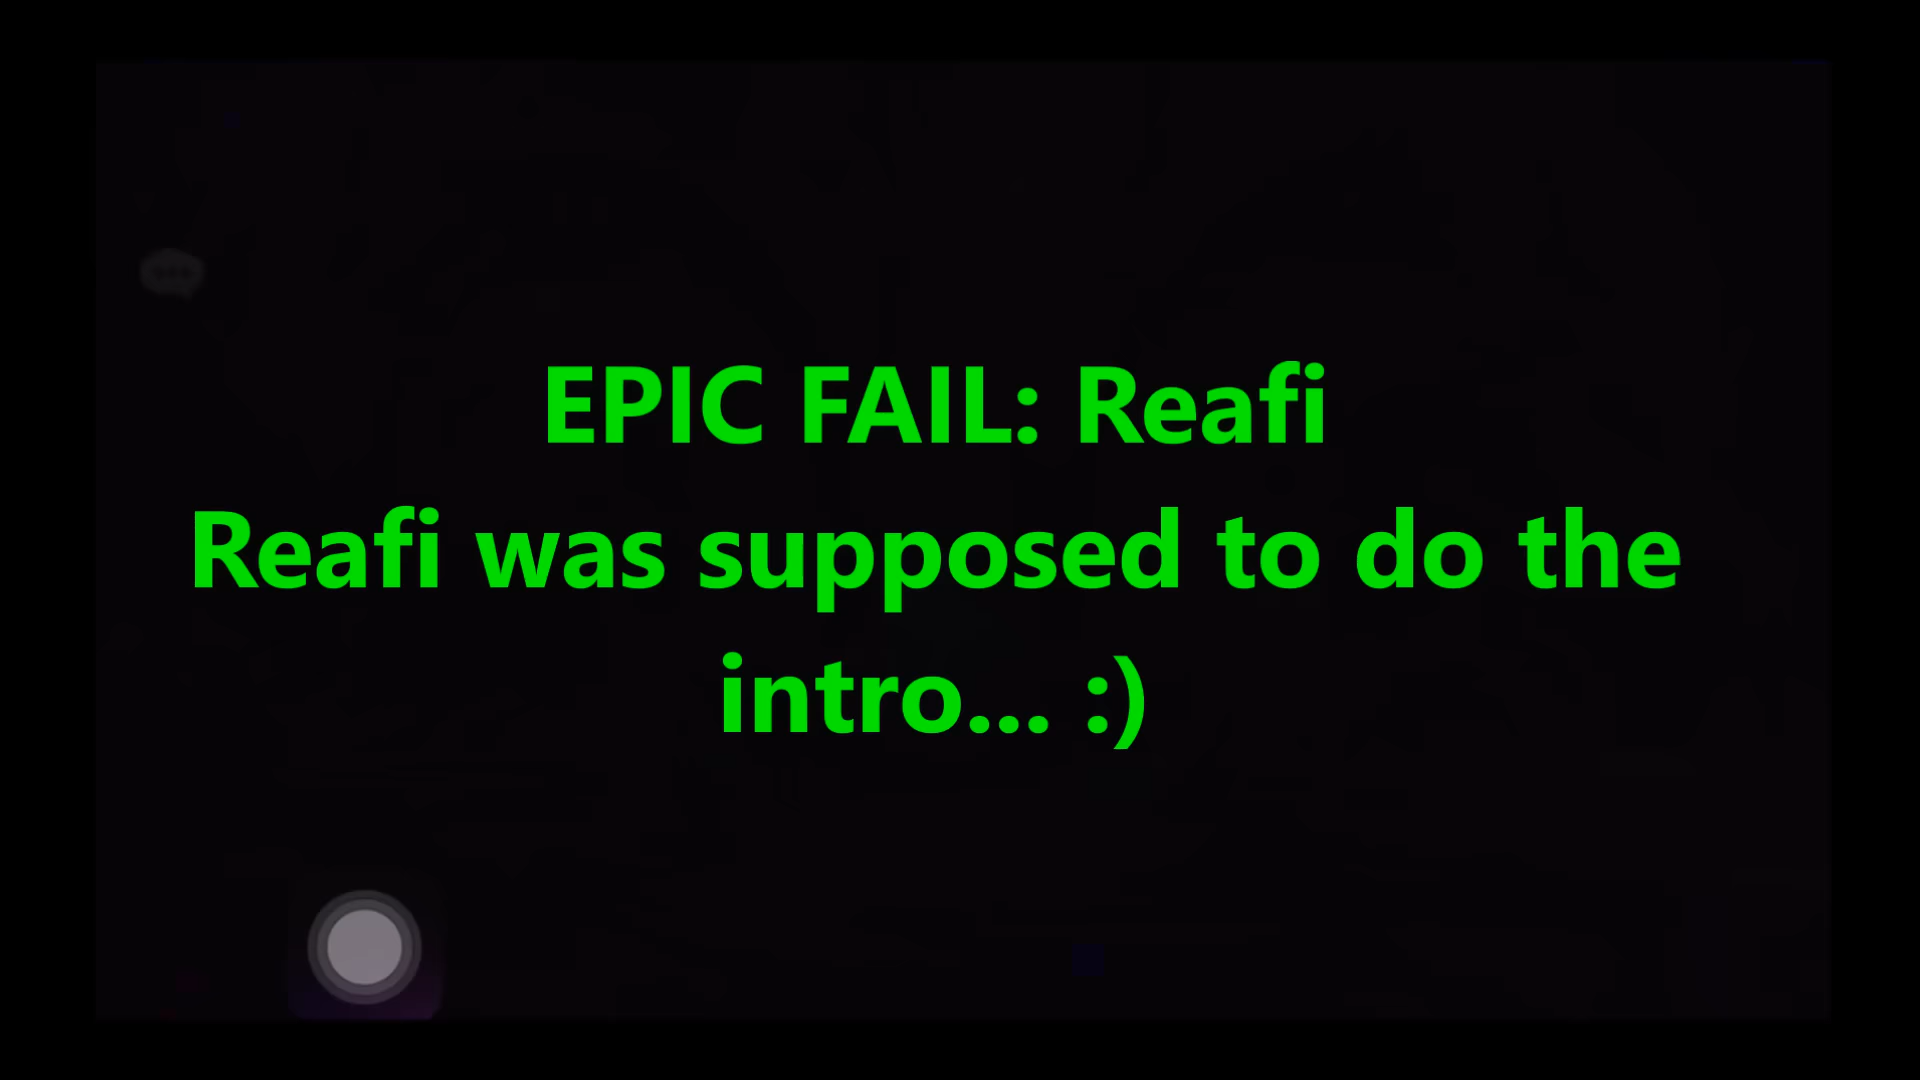 EPIC FAIL: Reafi
Reafi was supposed to do the
intro... :)